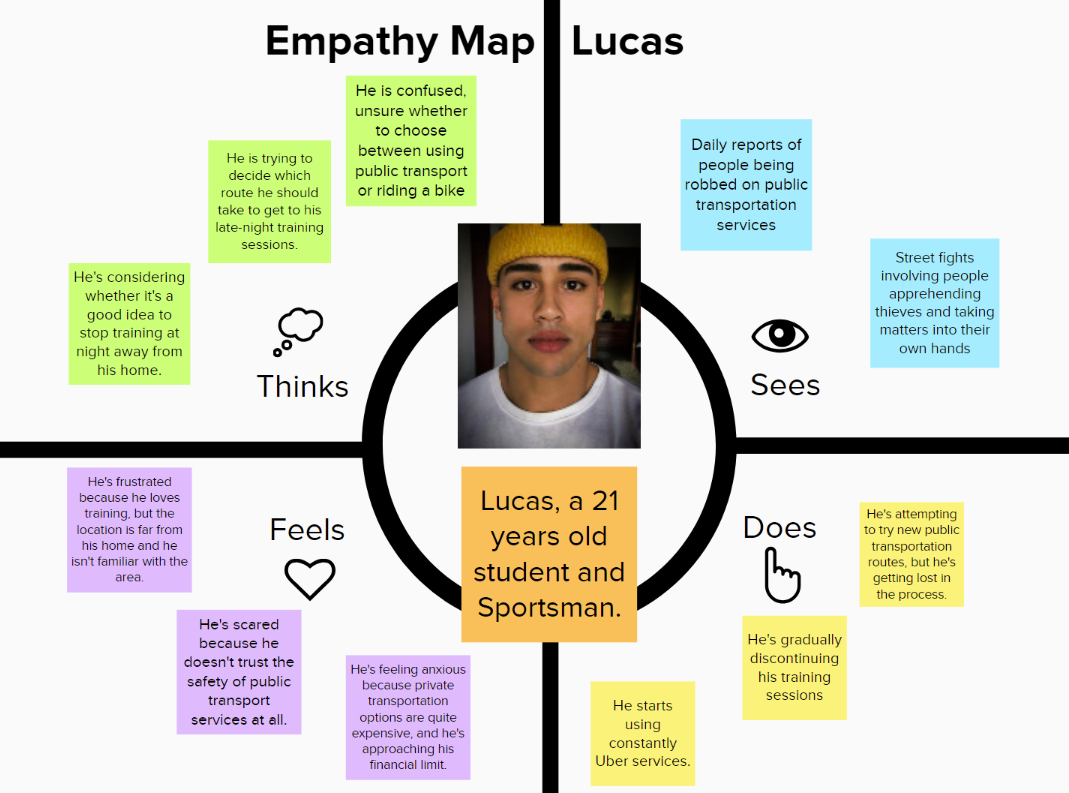 Empathy Map Lucas
He is confused,
unsure whether
to choose
between using
public transport
or riding a bike
He is trying to
decide which
route he should
take to get to his
late-night training
sessions.
He's considering
whether it's a
good idea to
stop training at
night away from
his home.
Thinks
Daily reports of
people being
robbed on public
transportation
services
Street fights
involving people
apprehending
thieves and taking
matters into their
own hands
Sees
Lucas, a 21
years old
student and
Sportsman.
He's frustrated
because he loves
training, but the
location is far from
his home and he
isn't familiar with the
area.
Feels
He's scared
because he
doesn't trust the
safety of public
transport
services at all.
He's feeling anxious
because private
transportation
options are quite
expensive, and he's
approaching his
financial limit.
Does
He's attempting
to try new public
transportation
routes, but he's
getting lost in
the process.
He's gradually
discontinuing
his training
sessions
He starts
using
constantly
Uber services.